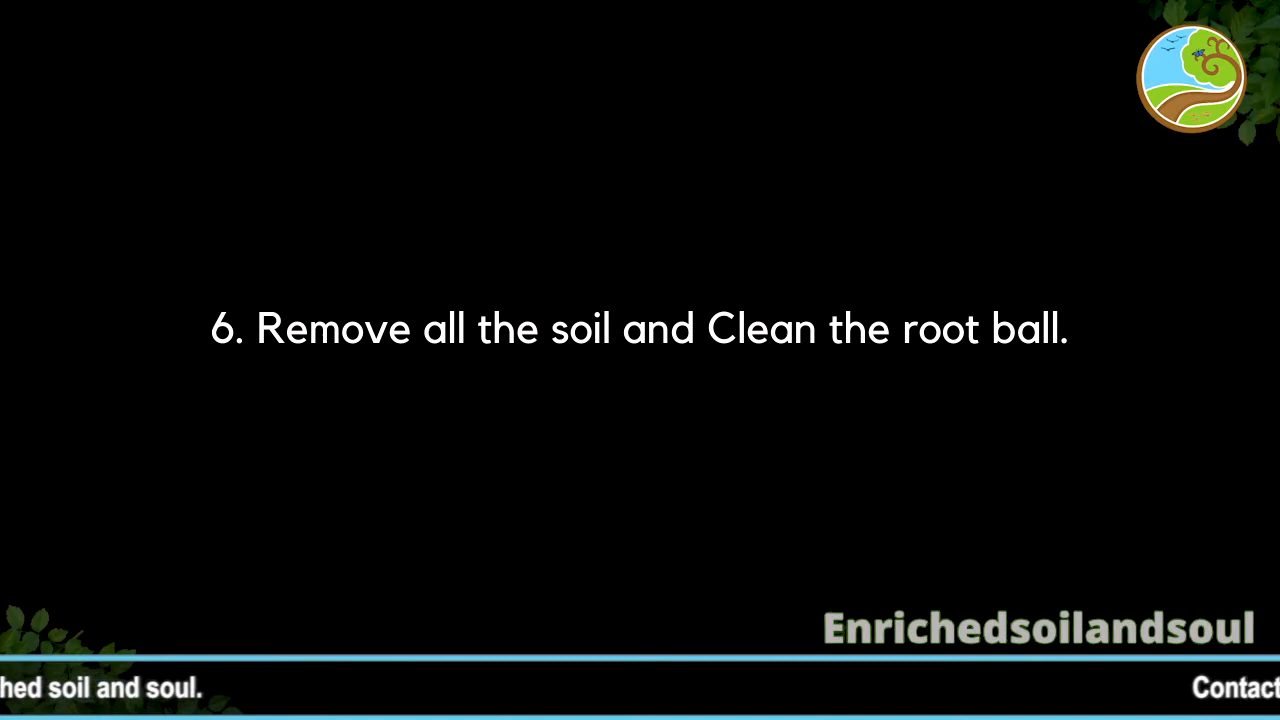 6. Remove all the soil and Clean the root ball.
Enrichedsoilandsoul
hed soil and soul.
Contact